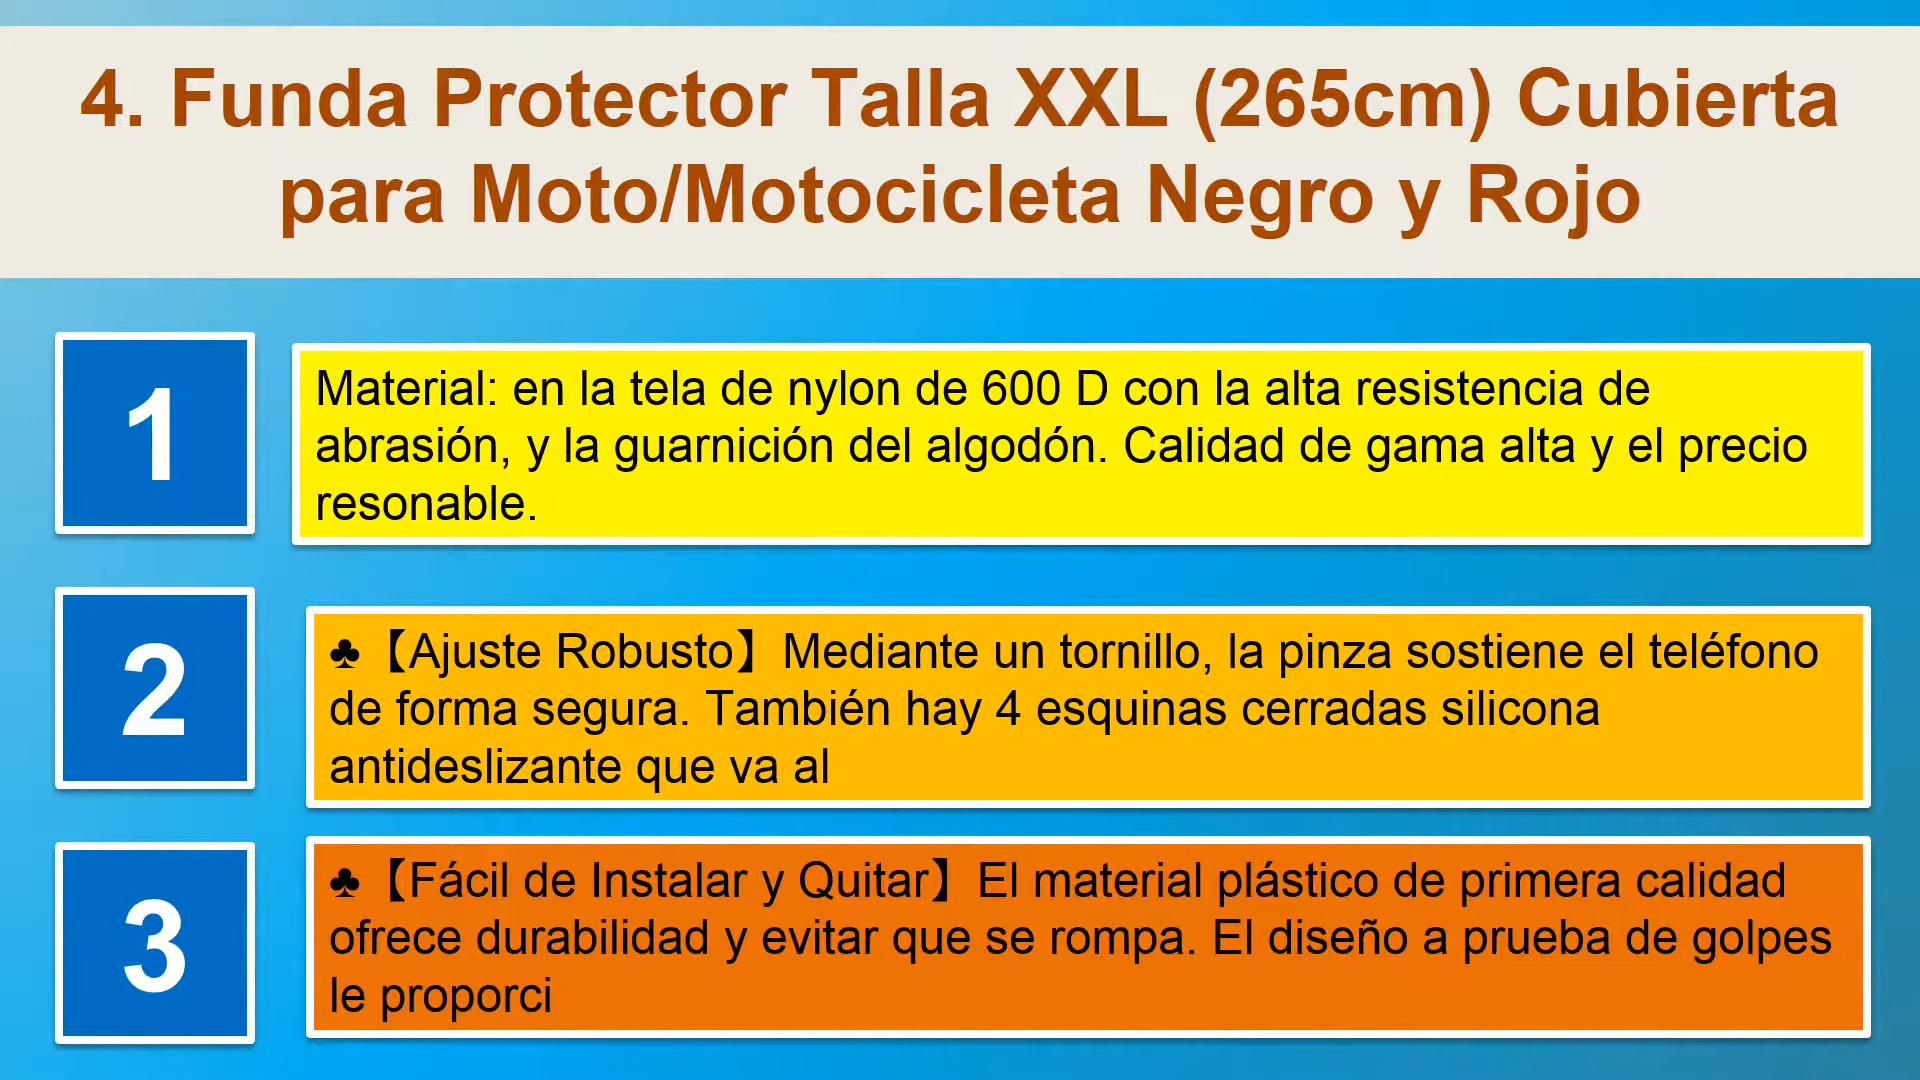 4. Funda Protector Talla XXL (265cm) Cubierta
para Moto/Motocicleta Negro y Rojo
1
Material: en la tela de nylon de 600 D con la alta resistencia de
abrasión, y la guarnición del algodón. Calidad de gama alta y el precio
resonable.
2
♣【Ajuste Robusto】Mediante un tornillo, la pinza sostiene el teléfono
de forma segura. También hay 4 esquinas cerradas silicona
antideslizante que va al
3
♣【Fácil de Instalar y Quitar】El material plástico de primera calidad
ofrece durabilidad y evitar que se rompa. El diseño a prueba de golpes
le proporci